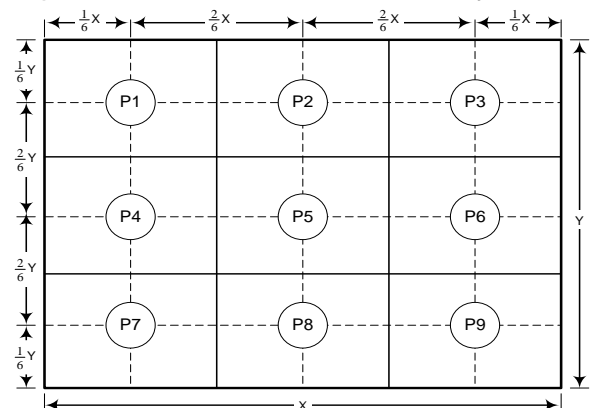 1/6 X 2/6 X 2/6 X 1/6 X
1/6 Y
P1 P2 P3
2/6 Y
P4 P5 P6 Y
2/6 Y
P7 P8 P9
1/6 Y
X